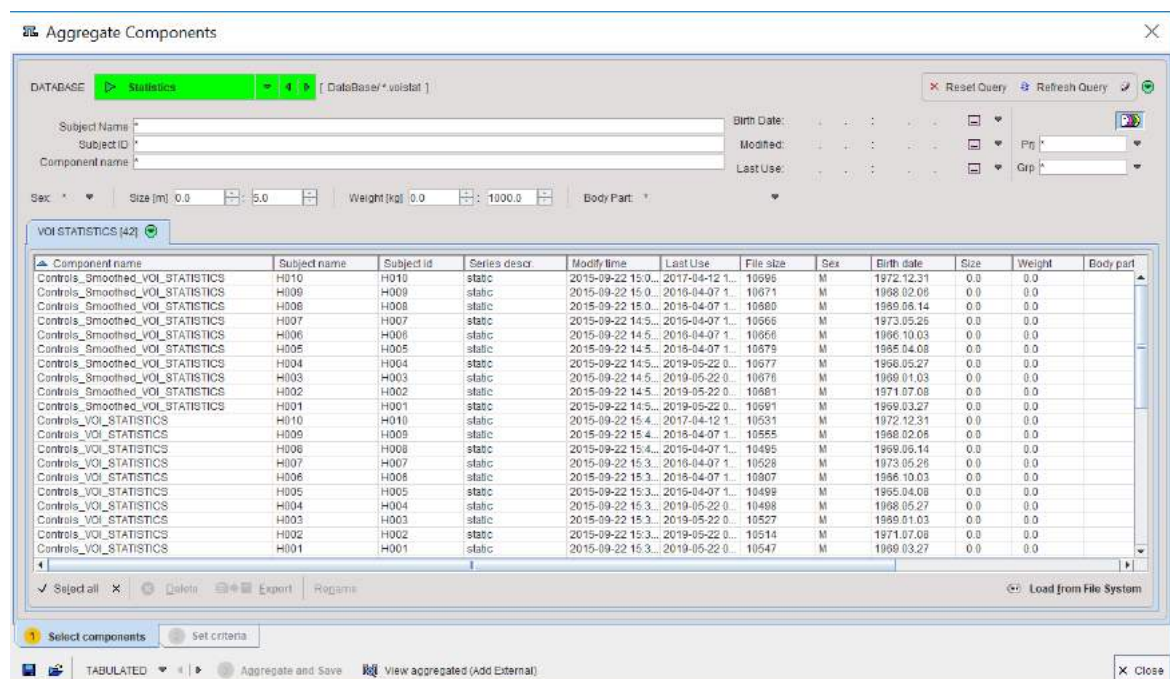 Aggregate Components
DATABASE Statistics [ DataBase/*.voistat ] Reset Query Refresh Query
Subject Name * Birth Date: . . : . .
Subject ID * Modified: . . : . . Prj *
Component name * Last Use: . . : . . Grp *
Sex: * Size [m] 0.0 : 5.0 Weight [kg] 0.0 : 1000.0 Body Part: *
VOI STATISTICS [42]
Component name Subject name Subject id Series descr. Modify time Last Use File size Sex Birth date Size Weight Body part
Controls_Smoothed_VOI_STATISTICS H010 H010 static 2015-09-22 15:0... 2017-04-12 1... 10695 M 1972.12.31 0.0 0.0
Controls_Smoothed_VOI_STATISTICS H009 H009 static 2015-09-22 15:0... 2016-04-07 1... 10671 M 1968.02.06 0.0 0.0
Controls_Smoothed_VOI_STATISTICS H008 H008 static 2015-09-22 15:0... 2016-04-07 1... 10680 M 1969.06.14 0.0 0.0
Controls_Smoothed_VOI_STATISTICS H007 H007 static 2015-09-22 14:5... 2016-04-07 1... 10666 M 1973.05.26 0.0 0.0
Controls_Smoothed_VOI_STATISTICS H006 H006 static 2015-09-22 14:5... 2016-04-07 1... 10656 M 1966.10.03 0.0 0.0
Controls_Smoothed_VOI_STATISTICS H005 H005 static 2015-09-22 14:5... 2016-04-07 1... 10679 M 1965.04.08 0.0 0.0
Controls_Smoothed_VOI_STATISTICS H004 H004 static 2015-09-22 14:5... 2019-05-22 0... 10677 M 1968.05.27 0.0 0.0
Controls_Smoothed_VOI_STATISTICS H003 H003 static 2015-09-22 14:5... 2019-05-22 0... 10676 M 1969.01.03 0.0 0.0
Controls_Smoothed_VOI_STATISTICS H002 H002 static 2015-09-22 14:5... 2019-05-22 0... 10681 M 1971.07.08 0.0 0.0
Controls_Smoothed_VOI_STATISTICS H001 H001 static 2015-09-22 14:5... 2019-05-22 0... 10691 M 1969.03.27 0.0 0.0
Controls_VOI_STATISTICS H010 H010 static 2015-09-22 15:4... 2017-04-12 1... 10531 M 1972.12.31 0.0 0.0
Controls_VOI_STATISTICS H009 H009 static 2015-09-22 15:4... 2016-04-07 1... 10555 M 1968.02.06 0.0 0.0
Controls_VOI_STATISTICS H008 H008 static 2015-09-22 15:4... 2016-04-07 1... 10495 M 1969.06.14 0.0 0.0
Controls_VOI_STATISTICS H007 H007 static 2015-09-22 15:3... 2016-04-07 1... 10528 M 1973.05.26 0.0 0.0
Controls_VOI_STATISTICS H006 H006 static 2015-09-22 15:3... 2016-04-07 1... 10807 M 1966.10.03 0.0 0.0
Controls_VOI_STATISTICS H005 H005 static 2015-09-22 15:3... 2016-04-07 1... 10499 M 1965.04.08 0.0 0.0
Controls_VOI_STATISTICS H004 H004 static 2015-09-22 15:3... 2019-05-22 0... 10498 M 1968.05.27 0.0 0.0
Controls_VOI_STATISTICS H003 H003 static 2015-09-22 15:3... 2019-05-22 0... 10527 M 1969.01.03 0.0 0.0
Controls_VOI_STATISTICS H002 H002 static 2015-09-22 15:3... 2019-05-22 0... 10514 M 1971.07.08 0.0 0.0
Controls_VOI_STATISTICS H001 H001 static 2015-09-22 15:3... 2019-05-22 0... 10547 M 1969.03.27 0.0 0.0
Select all Delete Export Rename Load from File System
1 Select components 2 Set criteria
TABULATED 3 Aggregate and Save View aggregated (Add External) Close